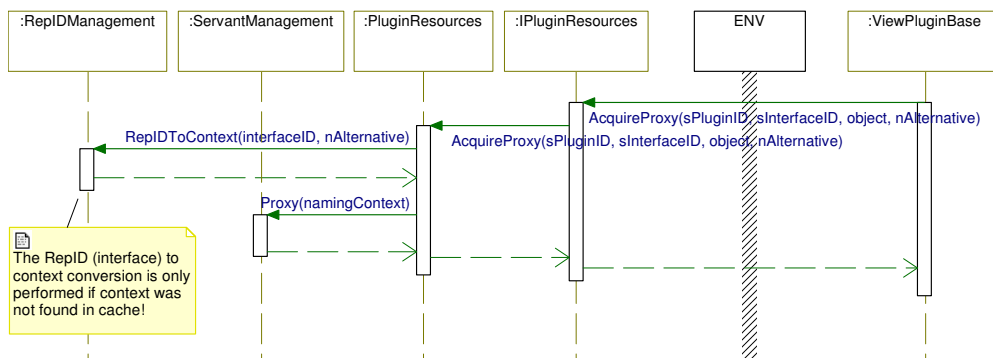 :RepIDManagement
:ServantManagement
:PluginResources
:IPluginResources
ENV
:ViewPluginBase
AcquireProxy(sPluginID, sInterfaceID, object, nAlternative)
RepIDToContext(interfaceID, nAlternative)
AcquireProxy(sPluginID, sInterfaceID, object, nAlternative)
Proxy(namingContext)
The RepID (interface) to
context conversion is only
performed if context was
not found in cache!